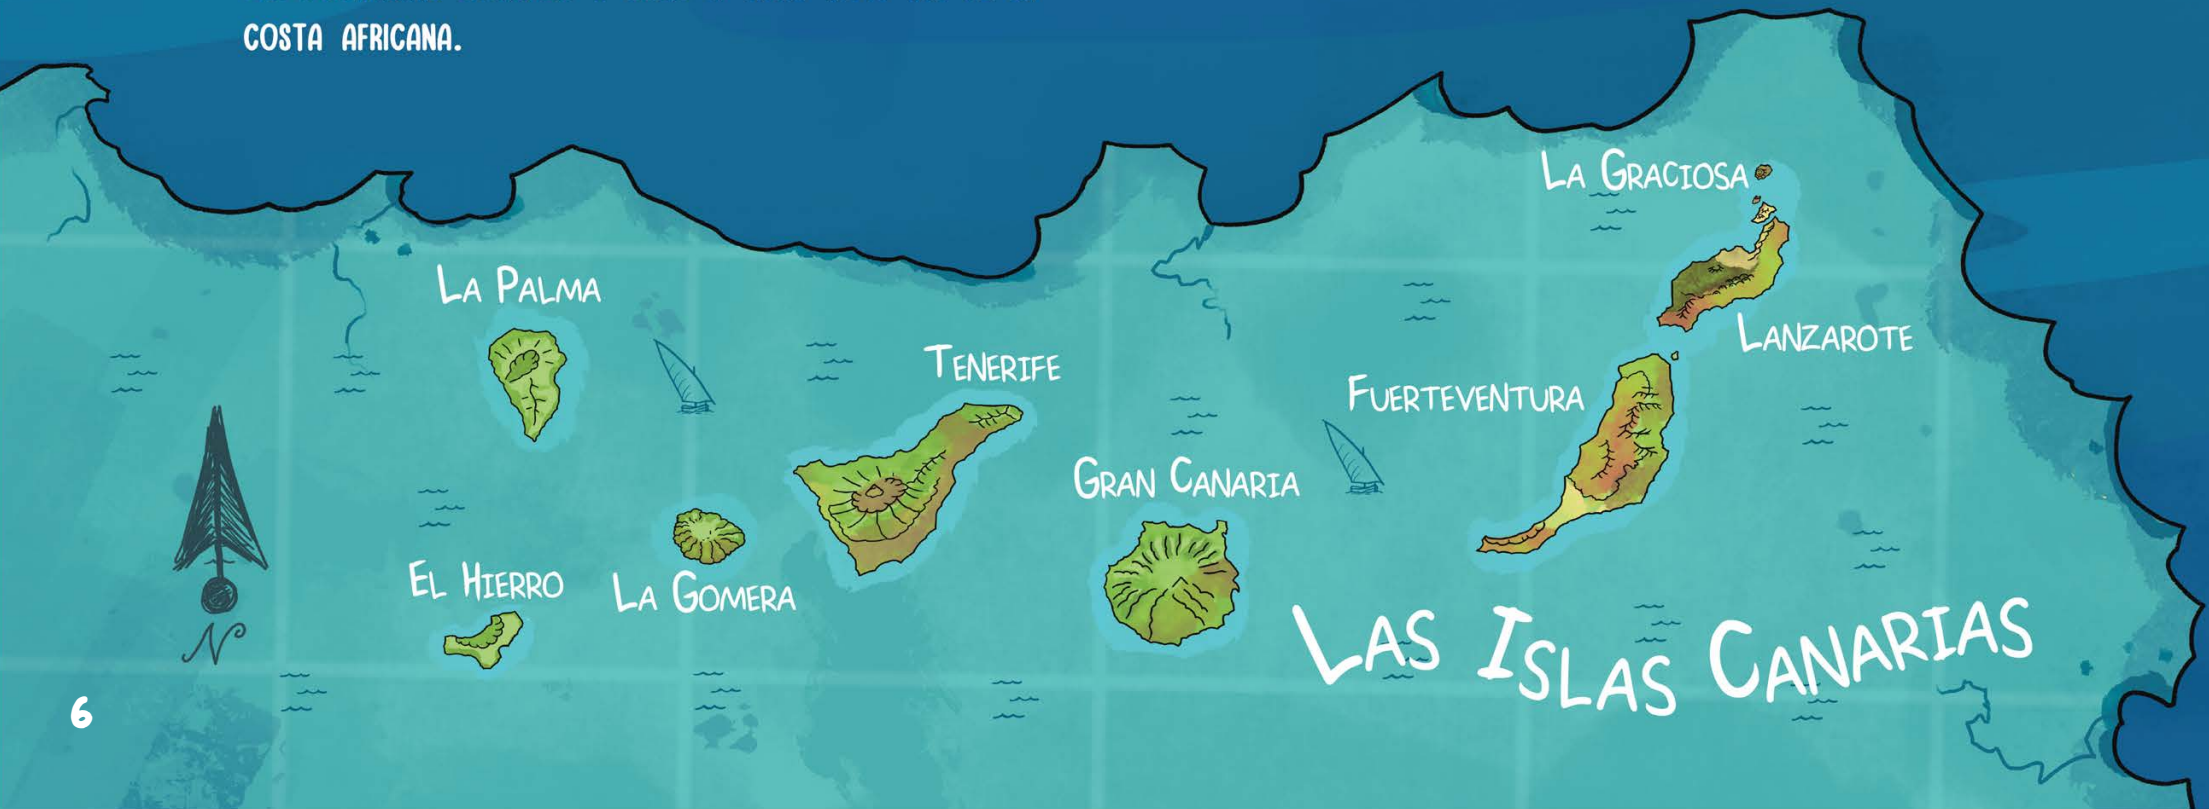 COSTA AFRICANA.
La Graciosa
La Palma
Lanzarote
Tenerife
Fuerteventura
Gran Canaria
El Hierro
La Gomera
Las Islas Canarias
N
6